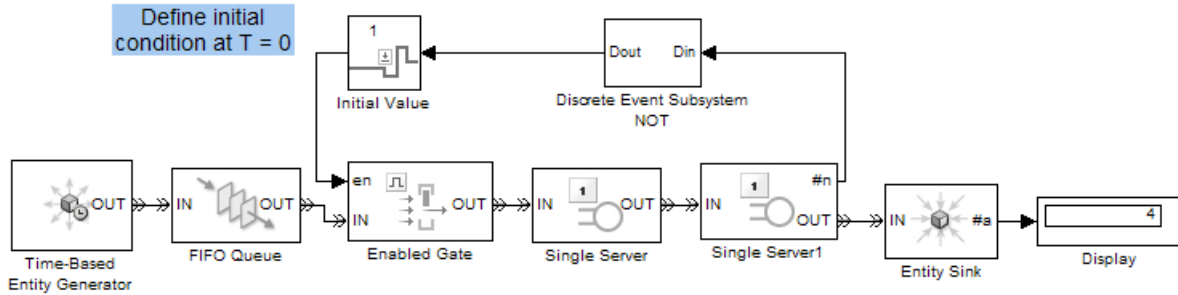 Define initial
condition at T = 0
1
Initial Value
Dout
Din
Discrete Event Subsystem
NOT
OUT
Time-Based
Entity Generator
IN
OUT
FIFO Queue
en
IN
OUT
Enabled Gate
1
IN
OUT
Single Server
1
#n
IN
OUT
Single Server1
IN
#a
Entity Sink
4
Display